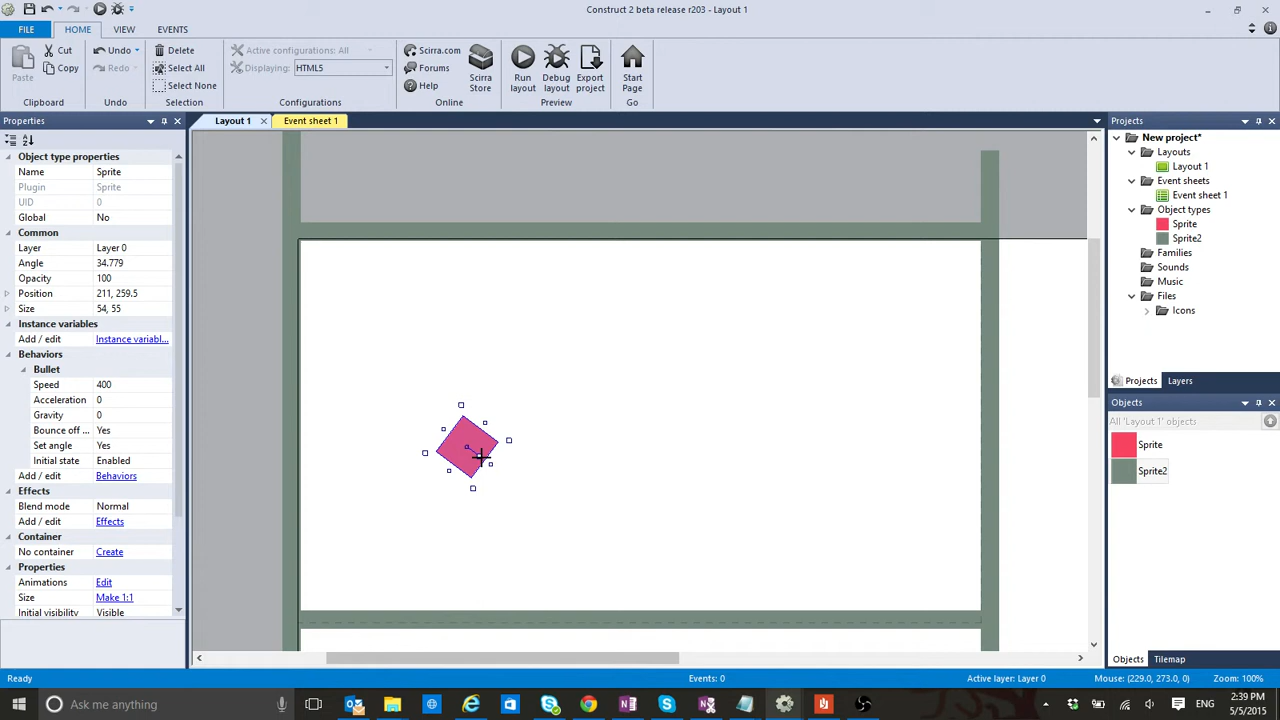 Construct 2 beta release r203 - Layout 1
FILE HOME VIEW EVENTS
Paste Cut Copy
Clipboard
Undo Redo
Undo
Delete Select All Select None
Selection
Active configurations: All
Displaying: HTML5
Configurations
Scirra.com Forums Help Scirra Store
Online
Run layout Debug layout Export project
Preview
Start Page
Go
Properties
Layout 1 Event sheet 1
Object type properties
Name Sprite
Plugin Sprite
UID 0
Global No
Common
Layer Layer 0
Angle 34.779
Opacity 100
Position 211, 259.5
Size 54, 55
Instance variables
Add / edit Instance variabl...
Behaviors
Bullet
Speed 400
Acceleration 0
Gravity 0
Bounce off ... Yes
Set angle Yes
Initial state Enabled
Add / edit Behaviors
Effects
Blend mode Normal
Add / edit Effects
Container
No container Create
Properties
Animations Edit
Size Make 1:1
Initial visibility Visible
Projects
New project*
Layouts
Layout 1
Event sheets
Event sheet 1
Object types
Sprite
Sprite2
Families
Sounds
Music
Files
Icons
Projects Layers
Objects
All 'Layout 1' objects
Sprite
Sprite2
Objects Tilemap
Ready Events: 0 Active layer: Layer 0 Mouse: (229.0, 273.0, 0) Zoom: 100%
Ask me anything
ENG
2:39 PM
5/5/2015